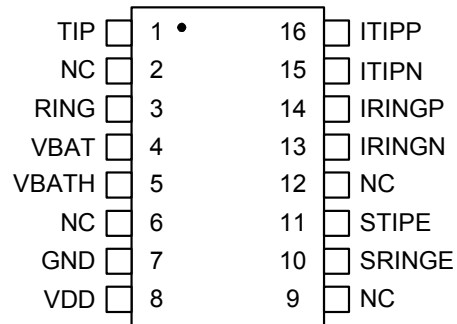 TIP 1 16 ITIPP
NC 2 15 ITIPN
RING 3 14 IRINGP
VBAT 4 13 IRINGN
VBATH 5 12 NC
NC 6 11 STIPE
GND 7 10 SRINGE
VDD 8 9 NC